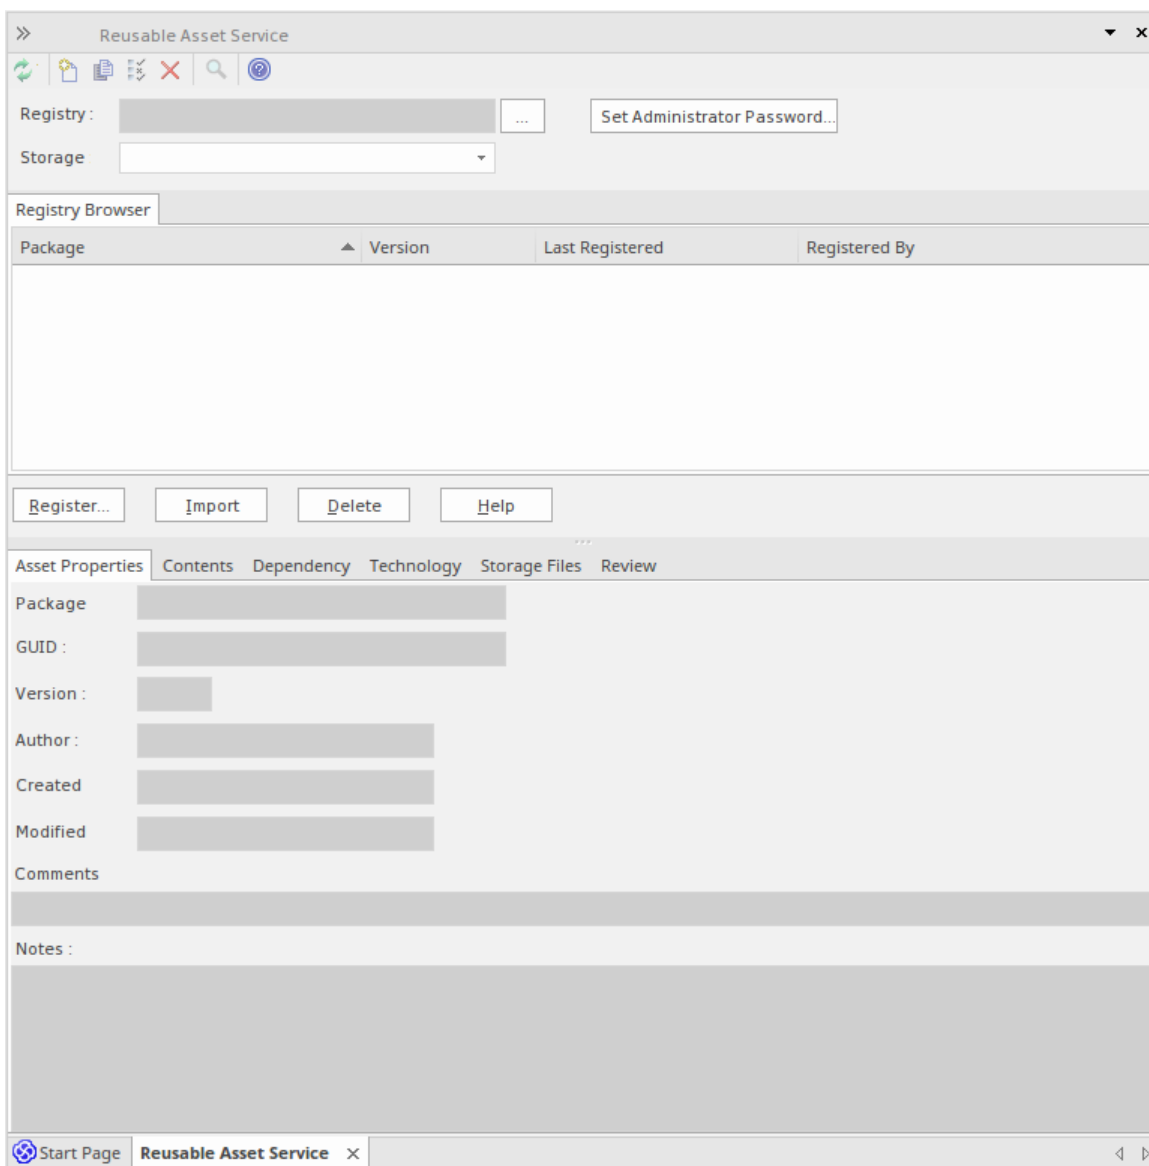 Reusable Asset Service
Registry :
...
Set Administrator Password...
Storage
Registry Browser
Package Version Last Registered Registered By
Register... Import Delete Help
Asset Properties Contents Dependency Technology Storage Files Review
Package
GUID :
Version :
Author :
Created
Modified
Comments
Notes :
Start Page Reusable Asset Service